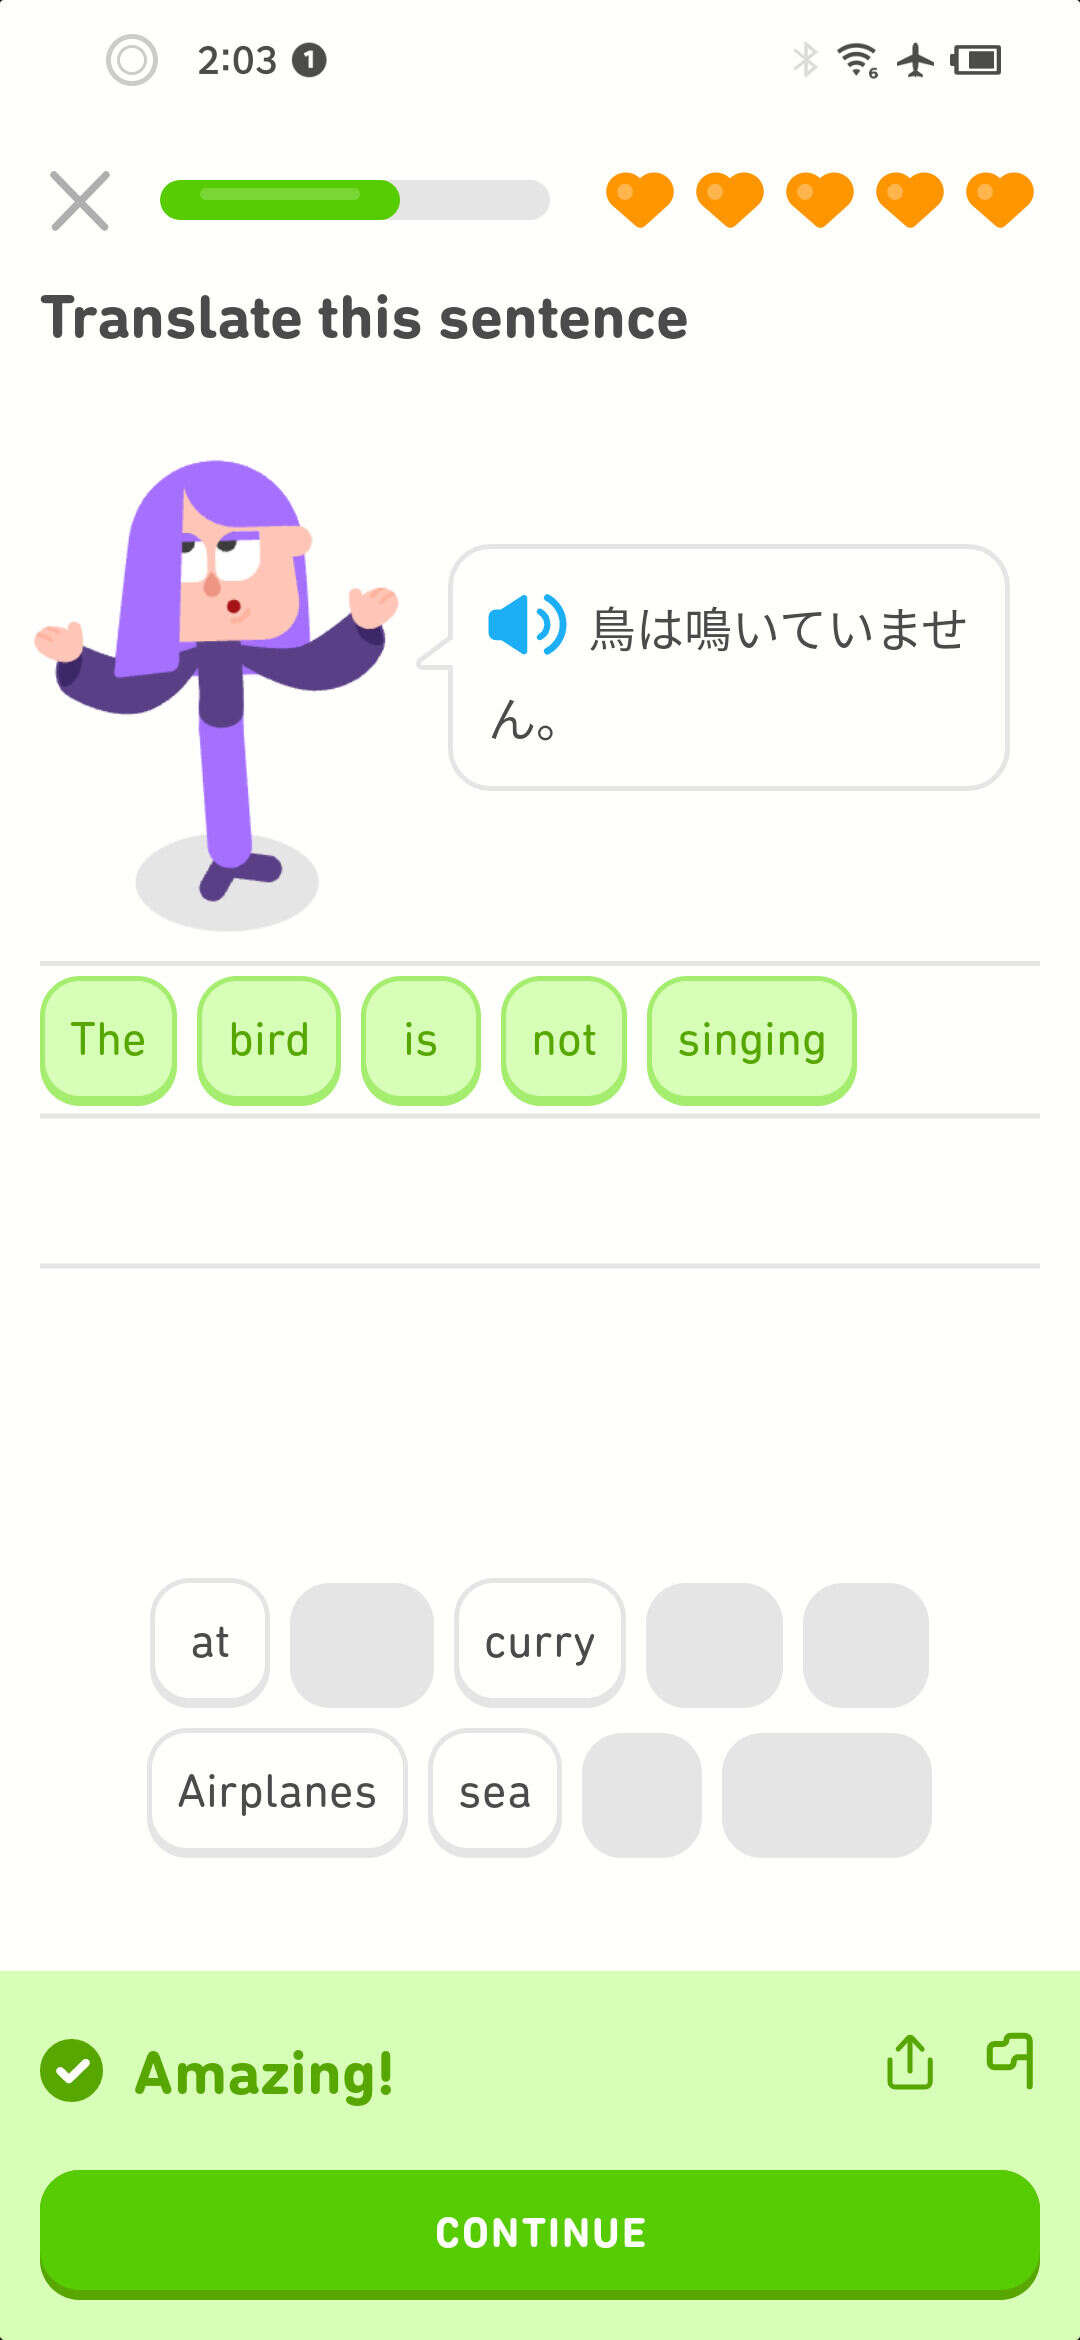 2:03 1
6
Translate this sentence
鳥は鳴いていませ
ん。
The bird is not singing
at curry
Airplanes sea
Amazing!
CONTINUE